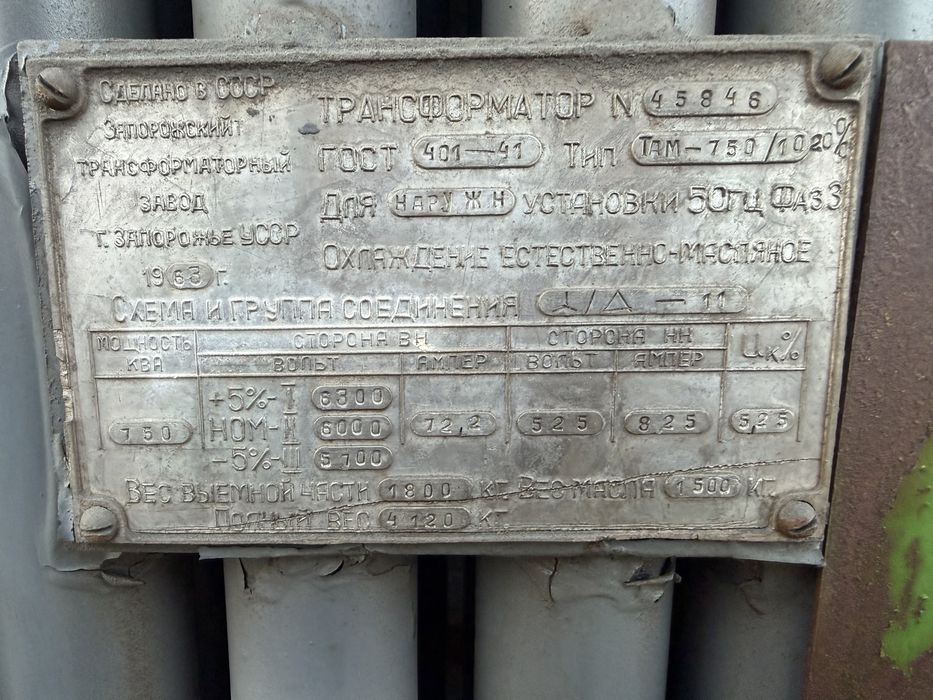 СДЕЛАНО В СССР
ЗАПОРОЖСКИЙ
ТРАНСФОРМАТОРНЫЙ
ЗАВОД
Г. ЗАПОРОЖЬЕ УССР
1963 Г.
ТРАНСФОРМАТОР N 45846
ГОСТ 401—41 ТИП ТАМ—750/10 20%
ДЛЯ НАРУЖН УСТАНОВКИ 50ГЦ ФАЗ.3
ОХЛАЖДЕНИЕ ЕСТЕСТВЕННО-МАСЛЯНОЕ
СХЕМА И ГРУППА СОЕДИНЕНИЯ ⅄/△ — 11
МОЩНОСТЬ КВА СТОРОНА ВН СТОРОНА НН Uк%
ВОЛЬТ АМПЕР ВОЛЬТ АМПЕР
+5%-I 6300
750 НОМ-II 6000 72,2 525 825 5,25
-5%-III 5700
ВЕС ВЫЕМНОЙ ЧАСТИ 1800 КГ. ВЕС МАСЛА 1500 КГ.
ПОЛНЫЙ ВЕС 4120 КГ